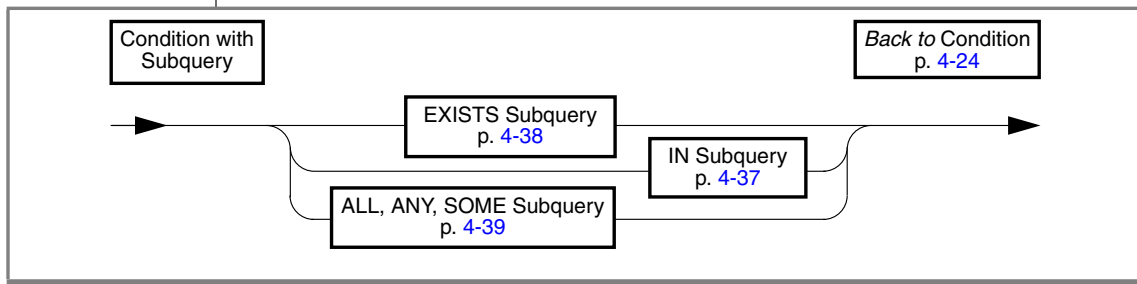 Condition with
Subquery
Back to Condition
p. 4-24
EXISTS Subquery
p. 4-38
IN Subquery
p. 4-37
ALL, ANY, SOME Subquery
p. 4-39